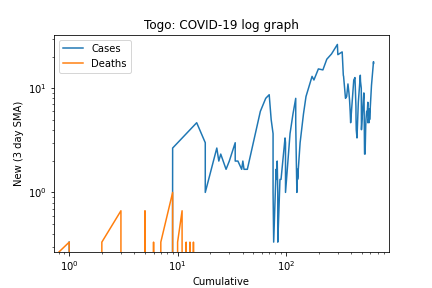 Togo: COVID-19 log graph
Cases
Deaths
New (3 day SMA)
10¹
10⁰
10⁰ 10¹ 10²
Cumulative